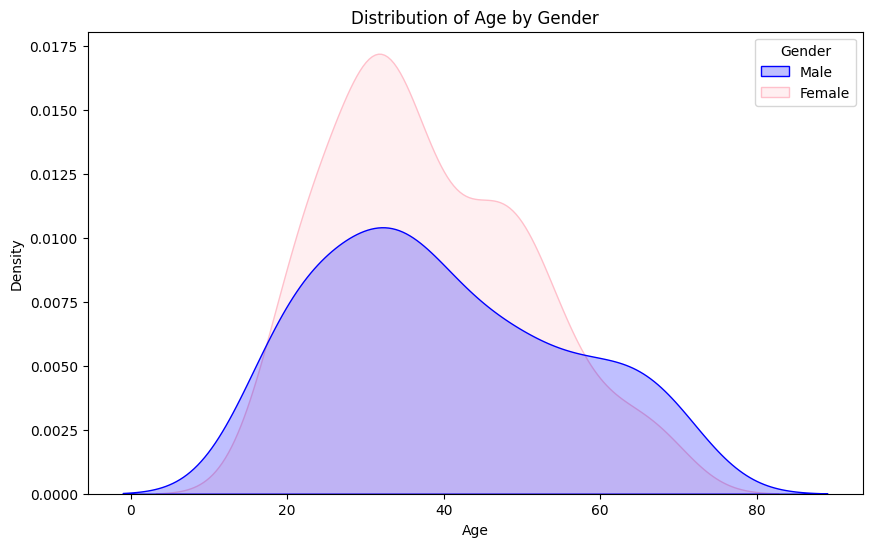 Distribution of Age by Gender
Gender
Male
Female
0.0175
0.0150
0.0125
0.0100
0.0075
0.0050
0.0025
0.0000
Density
0 20 40 60 80
Age